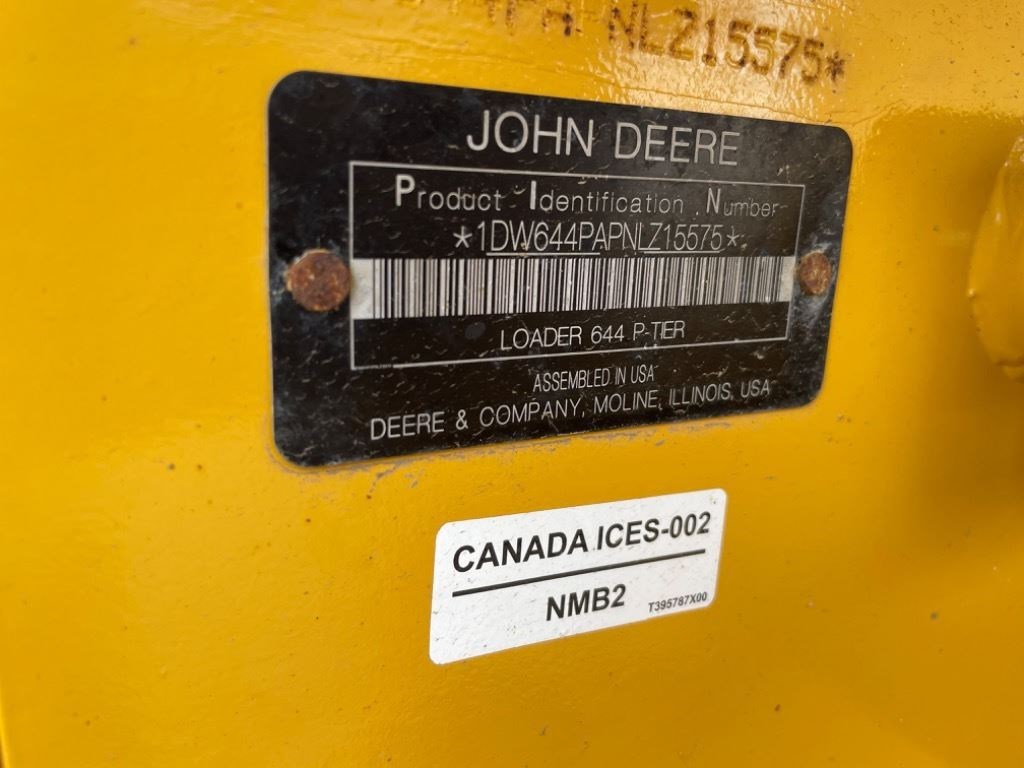 NLZ15575*
JOHN DEERE
Product Identification Number
*1DW644PAPNLZ15575*
LOADER 644 P-TIER
ASSEMBLED IN USA
DEERE & COMPANY, MOLINE, ILLINOIS, USA
CANADA ICES-002
NMB2
T395787X00